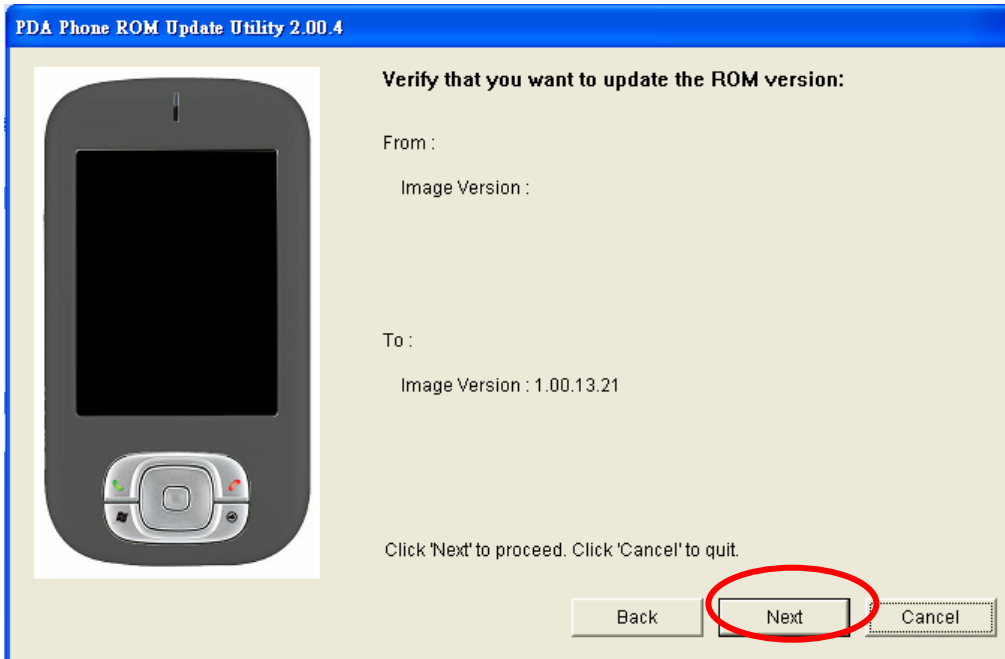 PDA Phone ROM Update Utility 2.00.4
Verify that you want to update the ROM version:
From :
Image Version :
To :
Image Version : 1.00.13.21
Click 'Next' to proceed. Click 'Cancel' to quit.
Back
Next
Cancel